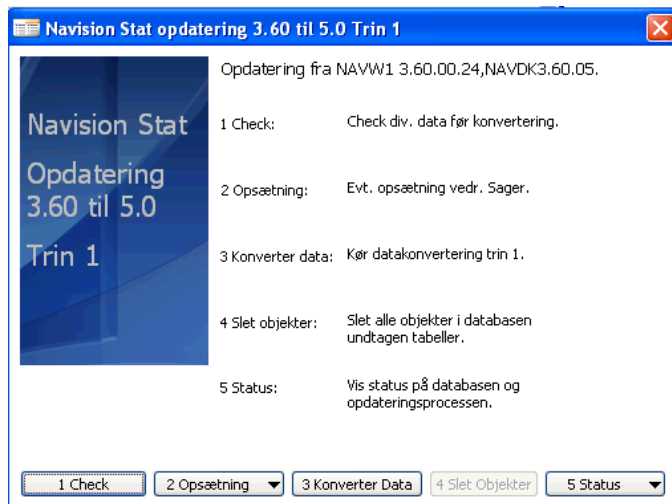 Navision Stat opdatering 3.60 til 5.0 Trin 1
Opdatering fra NAVW1 3.60.00.24,NAVDK3.60.05.
Navision Stat
Opdatering
3.60 til 5.0
Trin 1
1 Check: Check div. data før konvertering.
2 Opsætning: Evt. opsætning vedr. Sager.
3 Konverter data: Kør datakonvertering trin 1.
4 Slet objekter: Slet alle objekter i databasen
undtagen tabeller.
5 Status: Vis status på databasen og
opdateringsprocessen.
1 Check 2 Opsætning 3 Konverter Data 4 Slet Objekter 5 Status